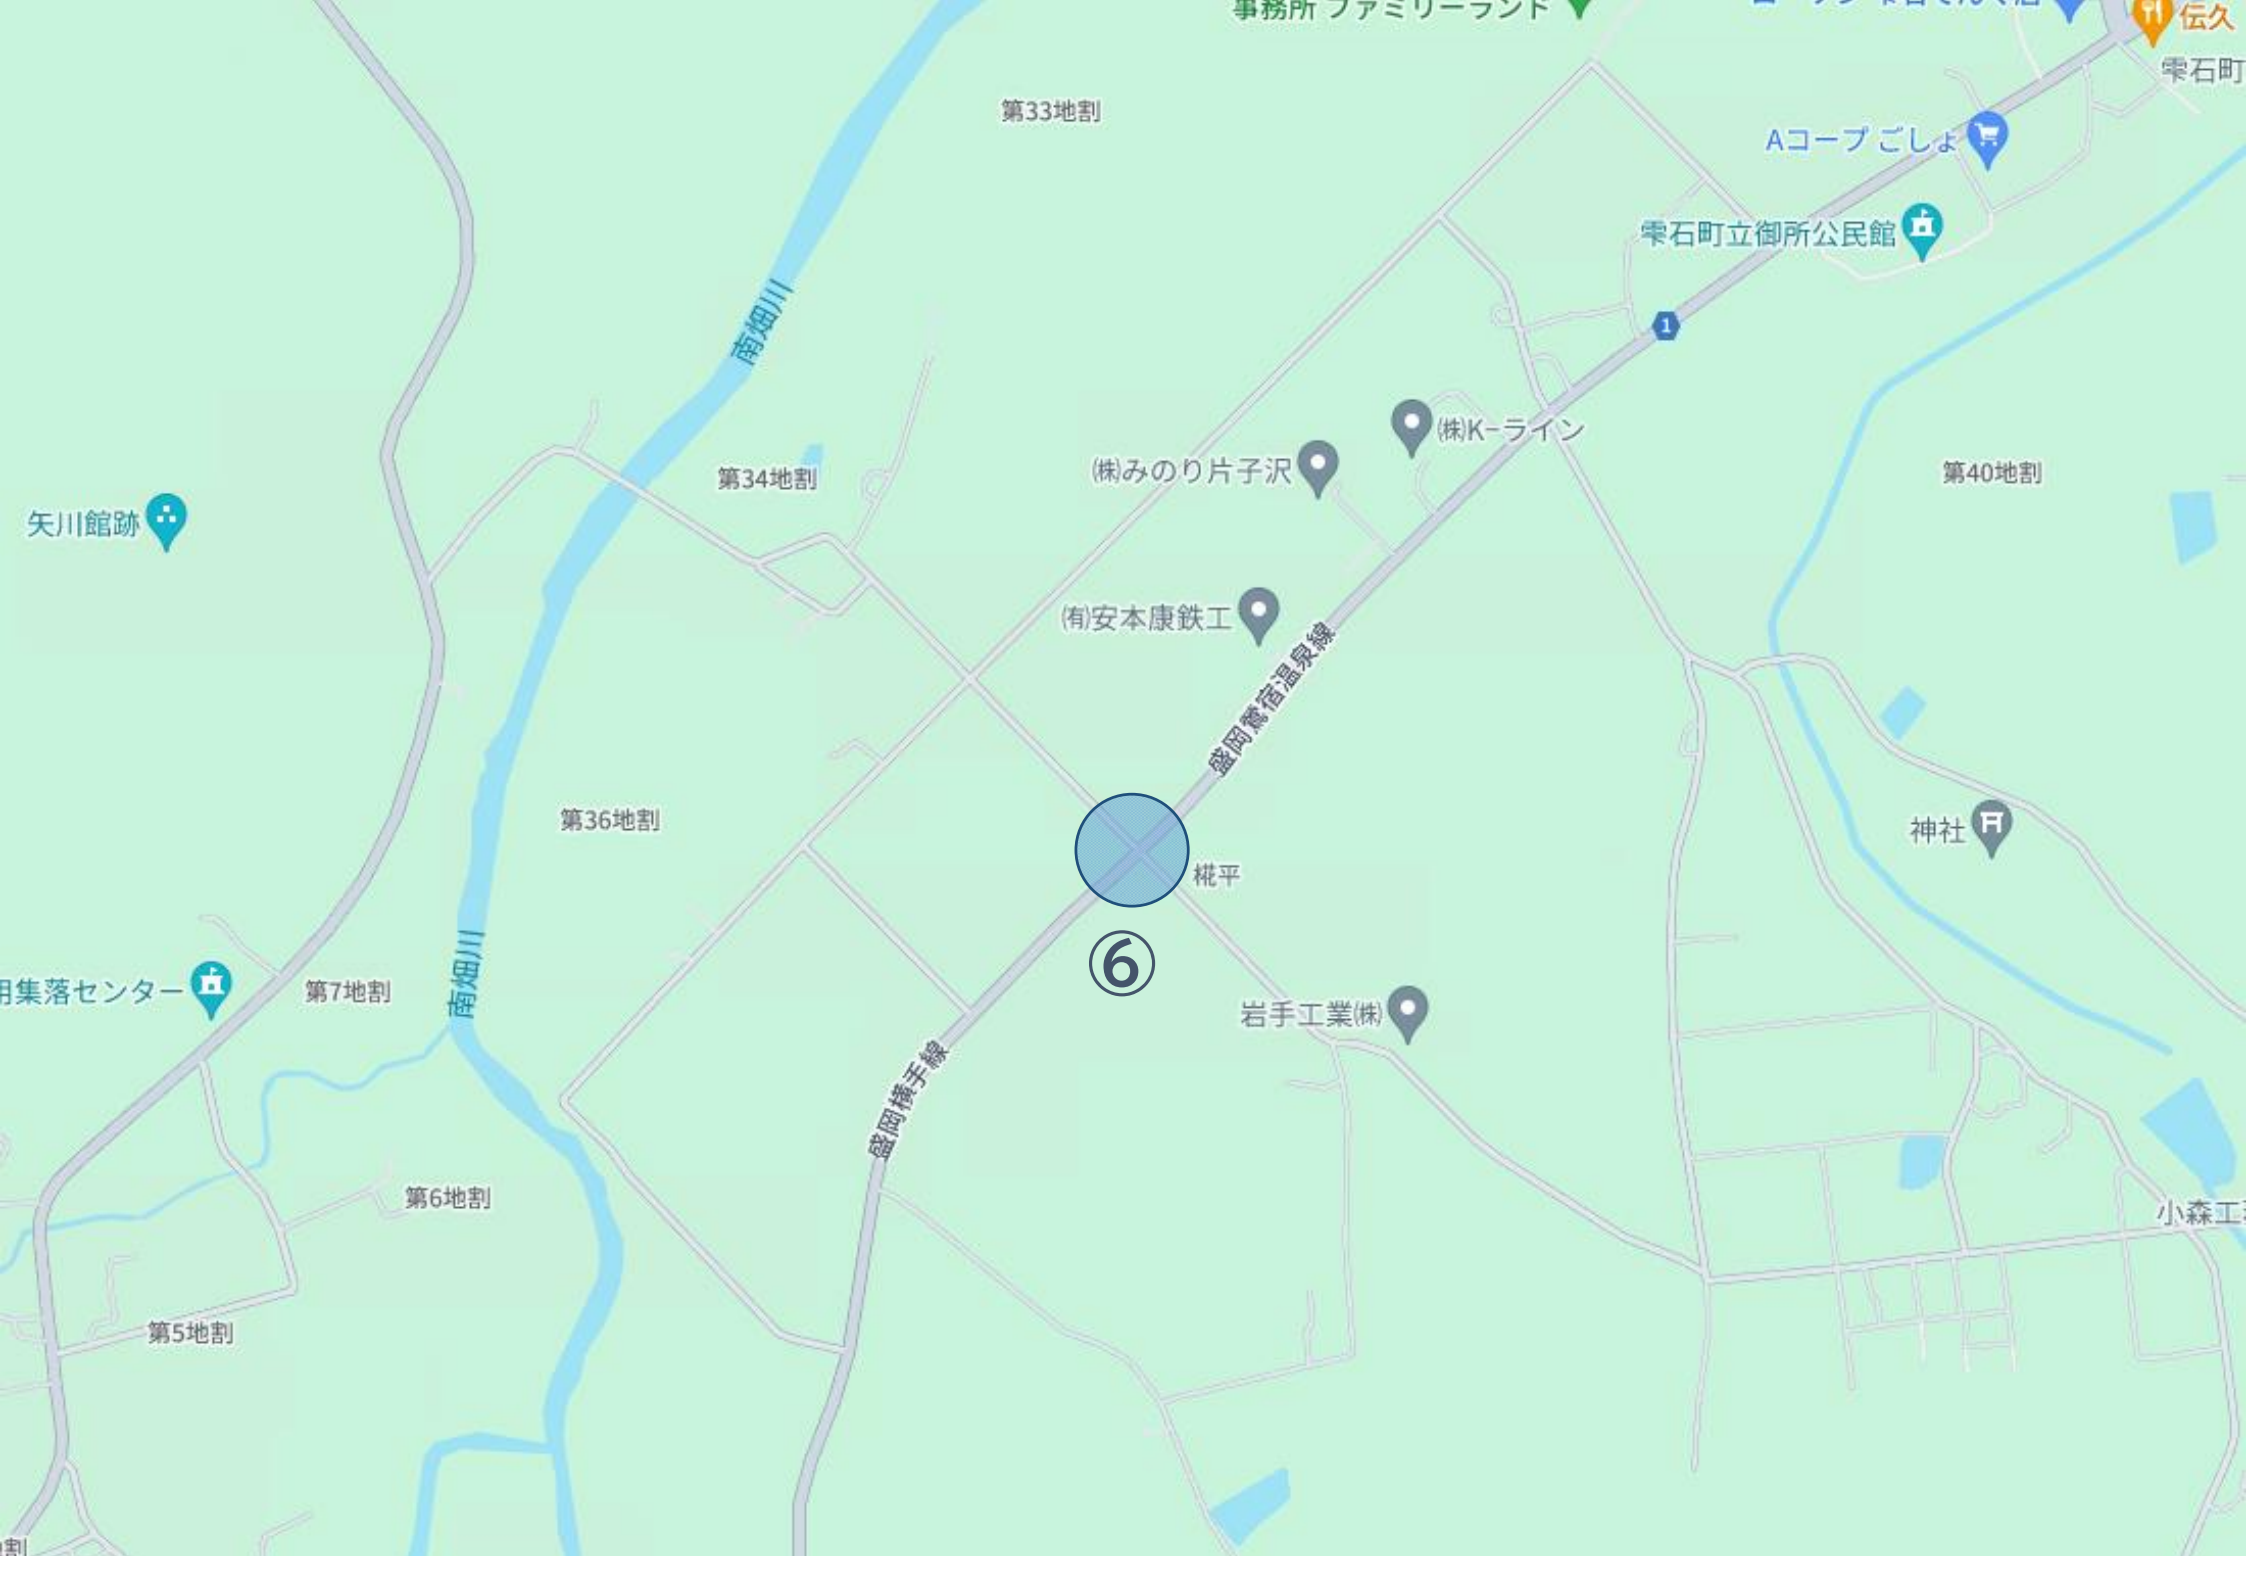 事務所 ファミリーランド
伝久
雫石町
第33地割
Aコープ ごしょ
雫石町立御所公民館
南畑川
1
㈱K−ライン
㈱みのり片子沢
第34地割
第40地割
矢川館跡
㈲安本康鉄工
盛岡鶯宿温泉線
第36地割
神社
椛平
⑥
南畑川
集落センター
第7地割
岩手工業㈱
盛岡横手線
第6地割
小森工
第5地割
割